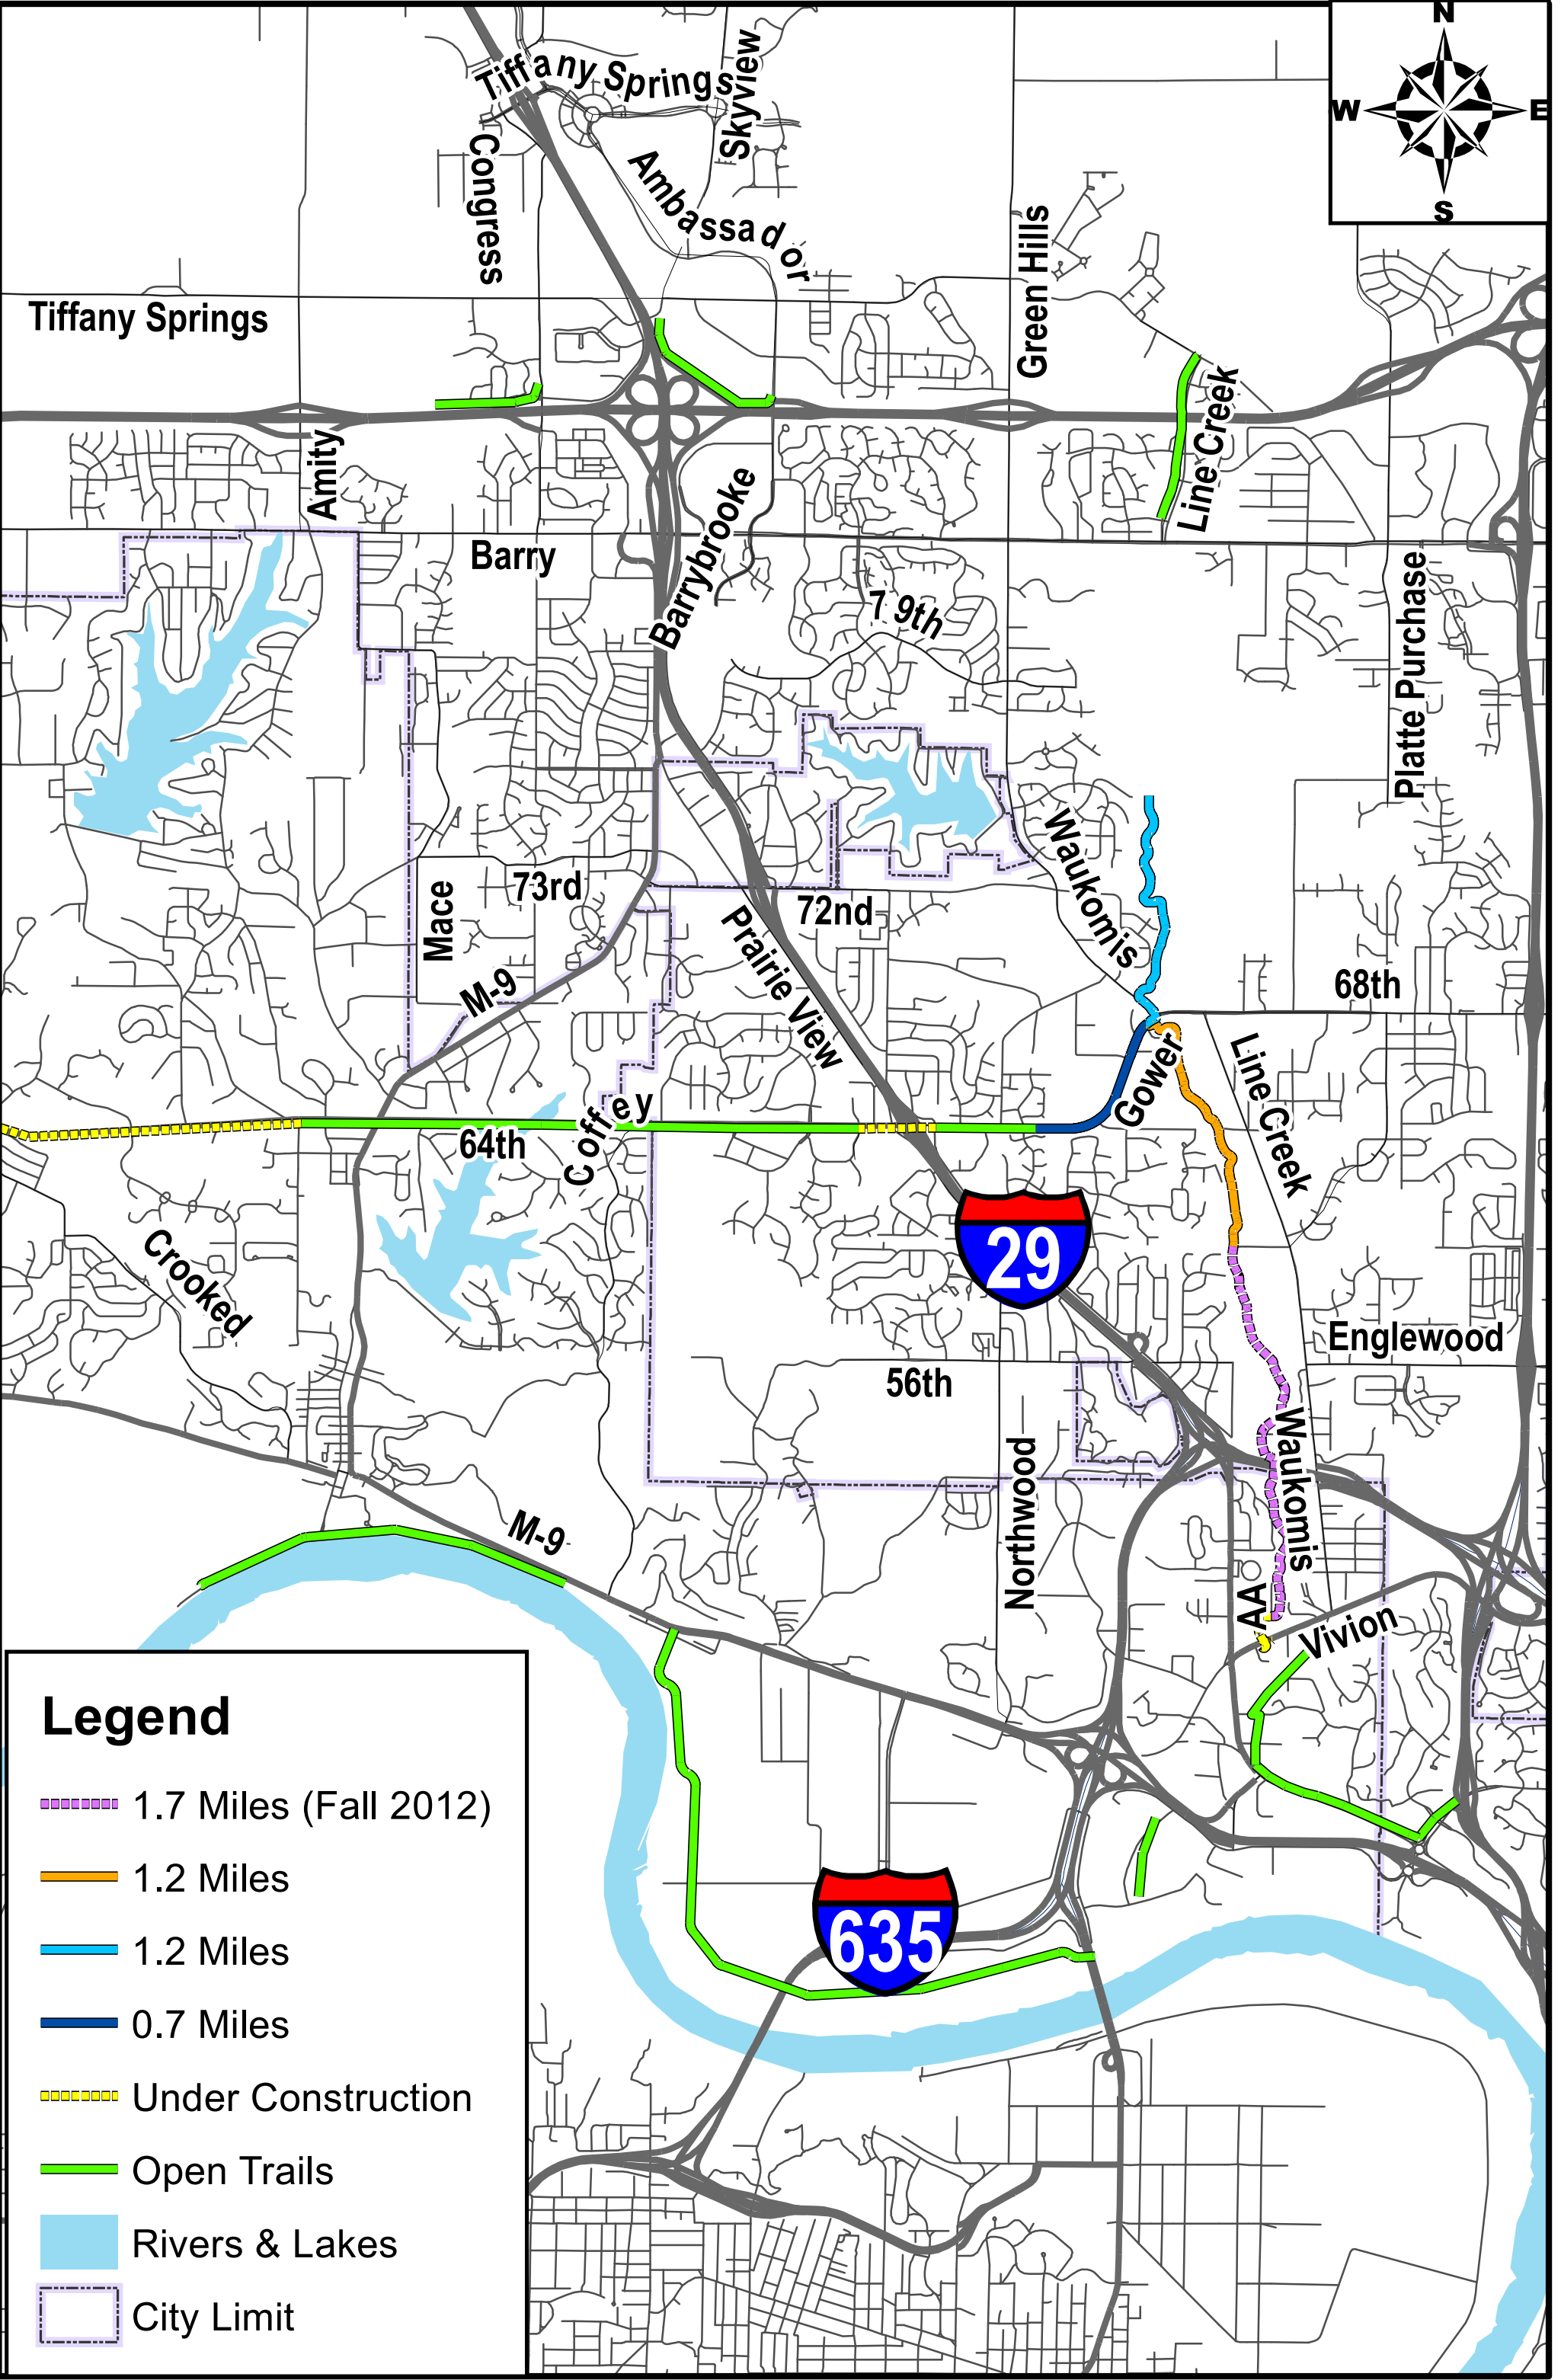 N
W
E
S
Tiffany Springs
Skyview
Congress
Ambassador
Green Hills
Tiffany Springs
Line Creek
Amity
Barrybrooke
Barry
79th
Platte Purchase
Waukomis
73rd
Mace
72nd
Prairie View
M-9
68th
Gower
Line Creek
Coffey
64th
29
Crooked
Englewood
56th
Waukomis
Northwood
M-9
AA
Vivion
635
Legend
1.7 Miles (Fall 2012)
1.2 Miles
1.2 Miles
0.7 Miles
Under Construction
Open Trails
Rivers & Lakes
City Limit